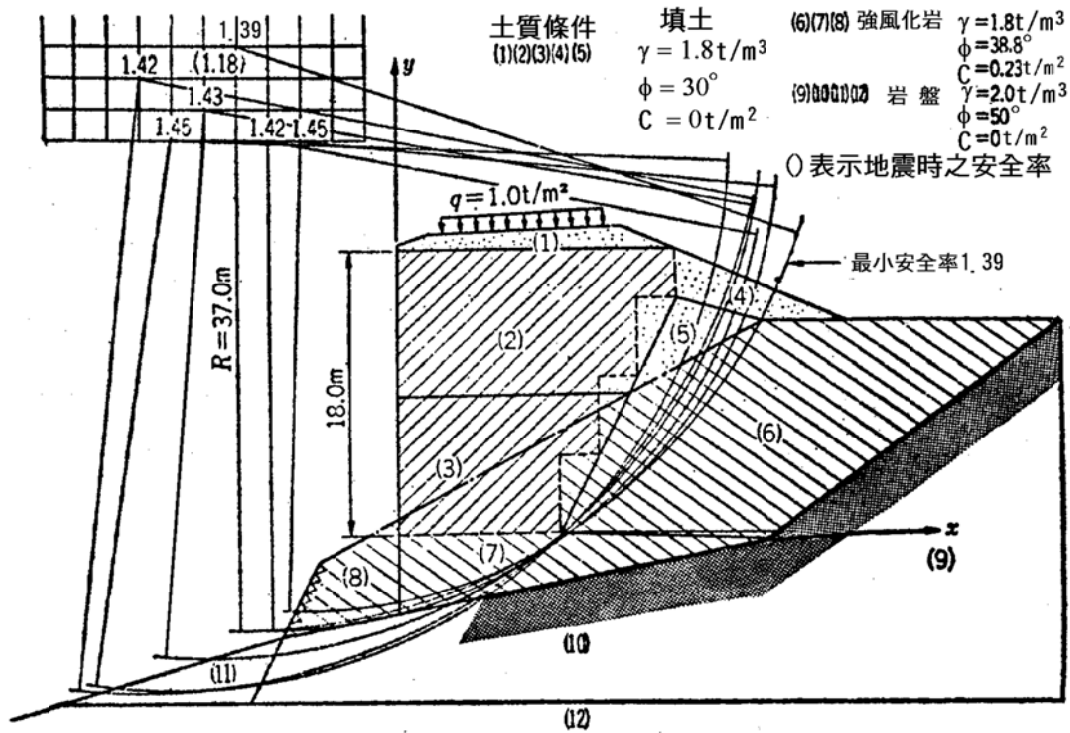 土質條件
(1)(2)(3)(4)(5)
填土
γ = 1.8t/m³
ϕ = 30°
C = 0t/m²
(6)(7)(8) 強風化岩
γ=1.8t/m³
ϕ=38.8°
C=0.23t/m²
岩盤
γ=2.0t/m³
ϕ=50°
C=0t/m²
()表示地震時之安全率
1.39
(1.18)
1.42
1.43
1.45
1.42
1.45
y
q=1.0t/m²
(1)
最小安全率1.39
(4)
(5)
(2)
R=37.0m
18.0m
(6)
(3)
x
(7)
(9)
(8)
(10)
(11)
(12)